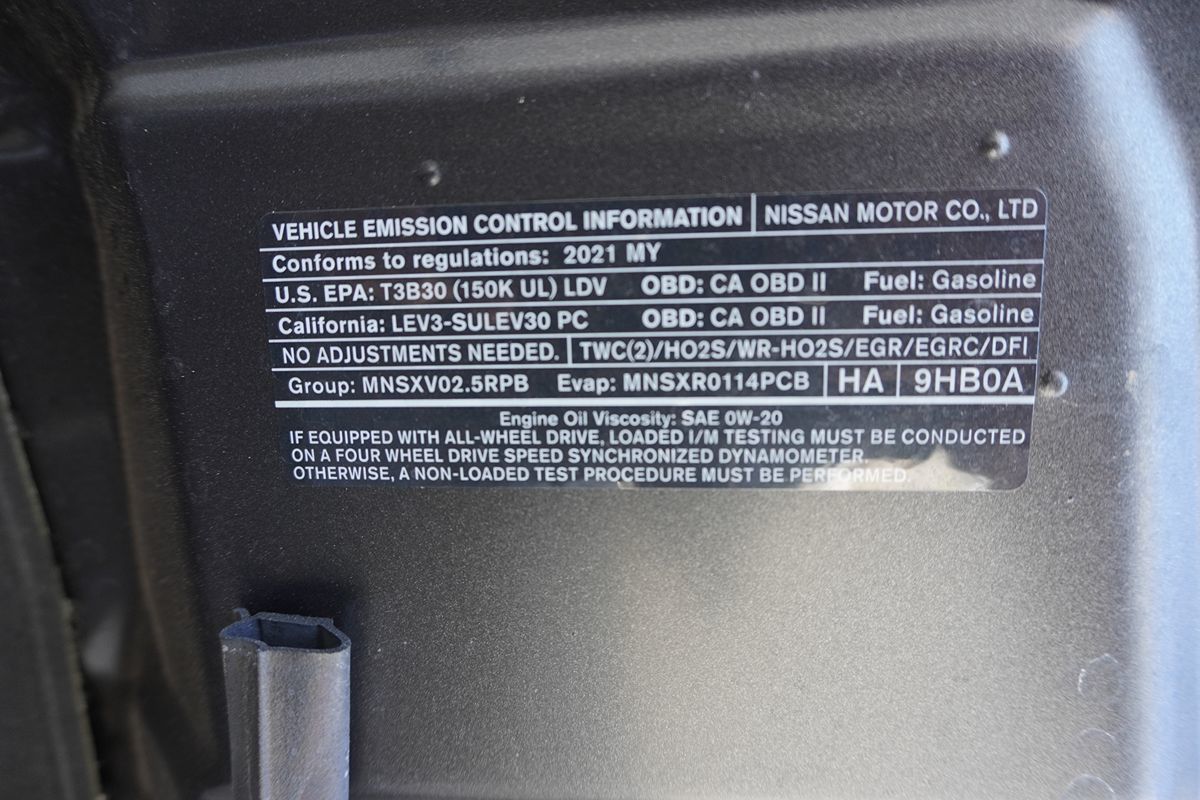 VEHICLE EMISSION CONTROL INFORMATION NISSAN MOTOR CO., LTD
Conforms to regulations: 2021 MY
U.S. EPA: T3B30 (150K UL) LDV OBD: CA OBD II Fuel: Gasoline
California: LEV3-SULEV30 PC OBD: CA OBD II Fuel: Gasoline
NO ADJUSTMENTS NEEDED. TWC(2)/HO2S/WR-HO2S/EGR/EGRC/DFI
Group: MNSXV02.5RPB Evap: MNSXR0114PCB HA 9HB0A
Engine Oil Viscosity: SAE 0W-20
IF EQUIPPED WITH ALL-WHEEL DRIVE, LOADED I/M TESTING MUST BE CONDUCTED
ON A FOUR WHEEL DRIVE SPEED SYNCHRONIZED DYNAMOMETER.
OTHERWISE, A NON-LOADED TEST PROCEDURE MUST BE PERFORMED.